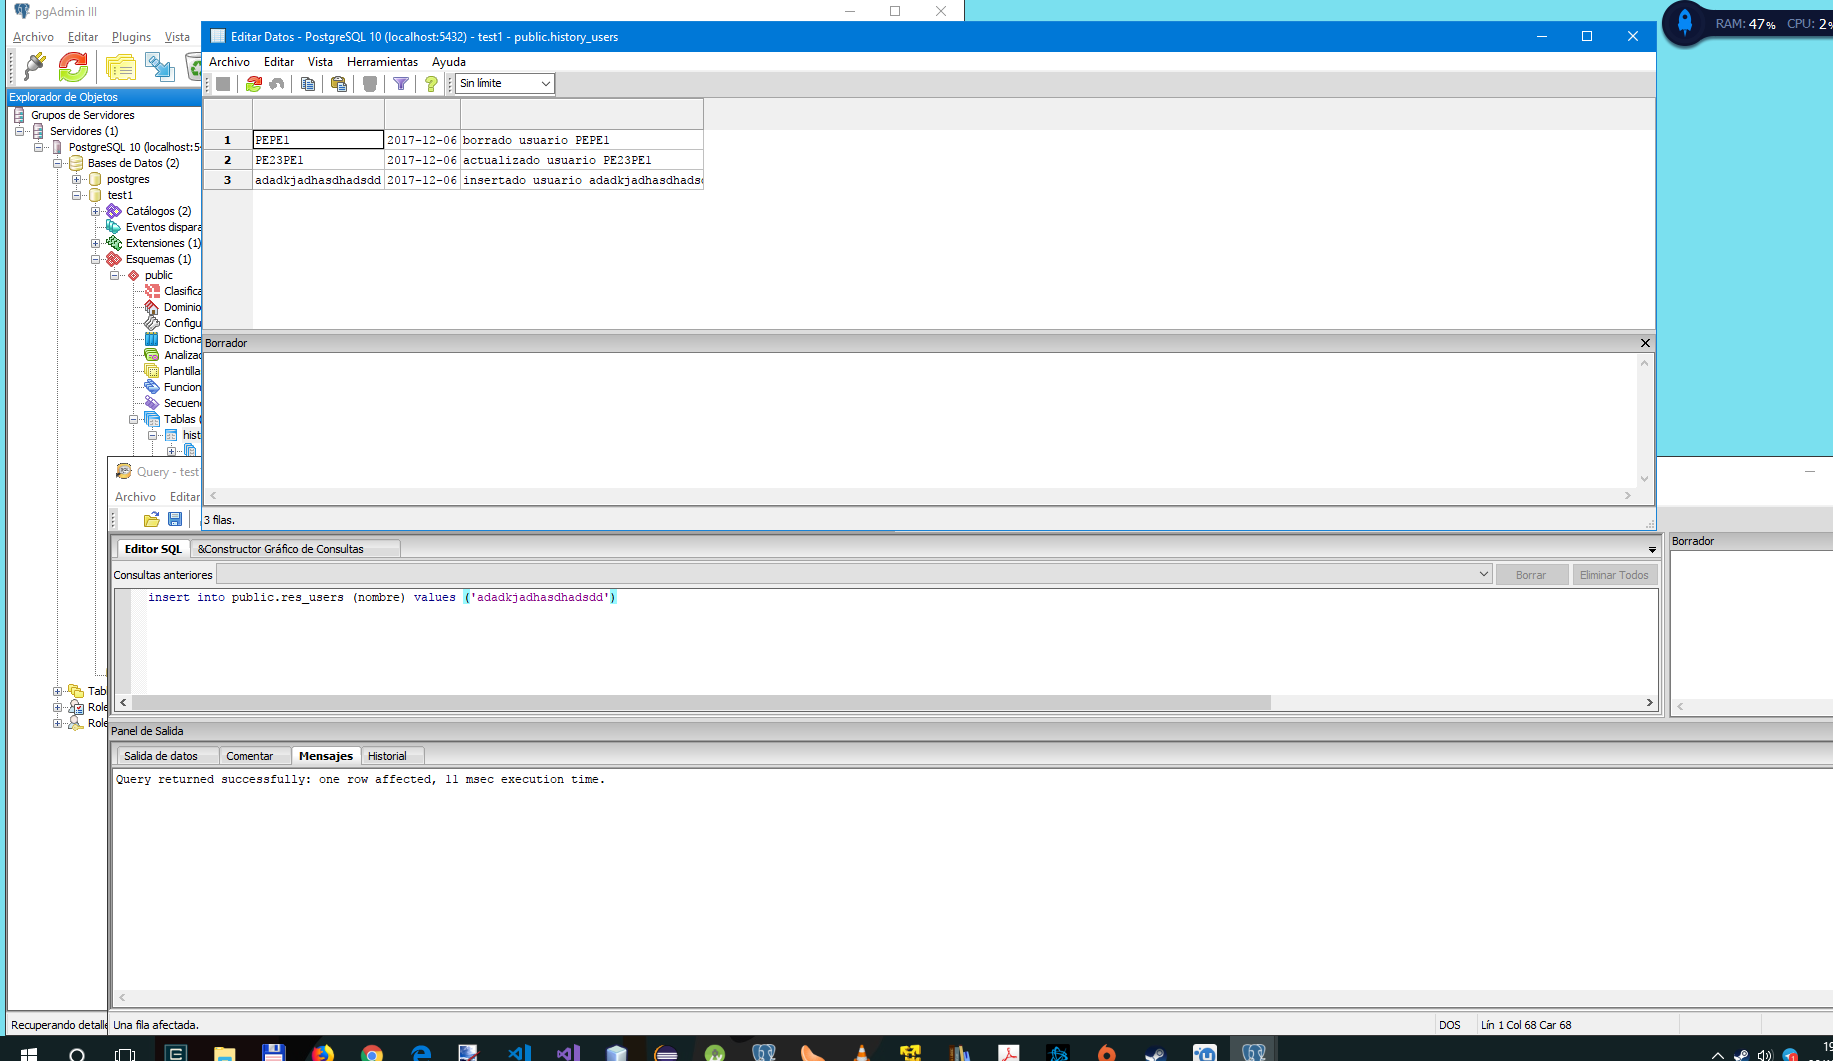 pgAdmin III
Archivo Editar Plugins Vista
Explorador de Objetos
Grupos de Servidores
Servidores (1)
PostgreSQL 10 (localhost:5
Bases de Datos (2)
postgres
test1
Catálogos (2)
Eventos dispara
Extensiones (1)
Esquemas (1)
public
Clasifica
Dominio
Configu
Dictiona
Analizad
Plantilla
Funcion
Secuen
Tablas (
hist
Tab
Role
Role
Recuperando detalle
Editar Datos - PostgreSQL 10 (localhost:5432) - test1 - public.history_users
Archivo Editar Vista Herramientas Ayuda
Sin límite
1 PEPE1 2017-12-06 borrado usuario PEPE1
2 PE23PE1 2017-12-06 actualizado usuario PE23PE1
3 adadkjadhasdhadsdd 2017-12-06 insertado usuario adadkjadhasdhadsd
Borrador
3 filas.
RAM: 47% CPU: 2%
Query - test
Archivo Editar
Editor SQL &Constructor Gráfico de Consultas
Consultas anteriores Borrar Eliminar Todos
insert into public.res_users (nombre) values ('adadkjadhasdhadsdd')
Borrador
Panel de Salida
Salida de datos Comentar Mensajes Historial
Query returned successfully: one row affected, 11 msec execution time.
Una fila afectada. DOS Lín 1 Col 68 Car 68
19